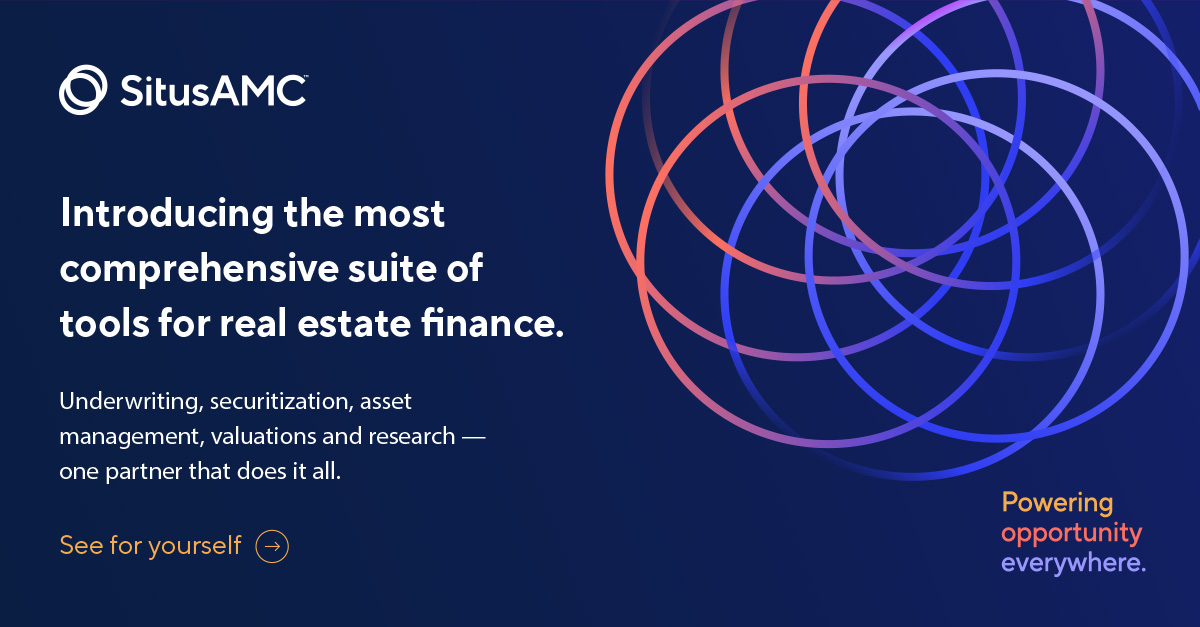 SitusAMC™
Introducing the most
comprehensive suite of
tools for real estate finance.
Underwriting, securitization, asset
management, valuations and research —
one partner that does it all.
See for yourself
Powering
opportunity
everywhere.